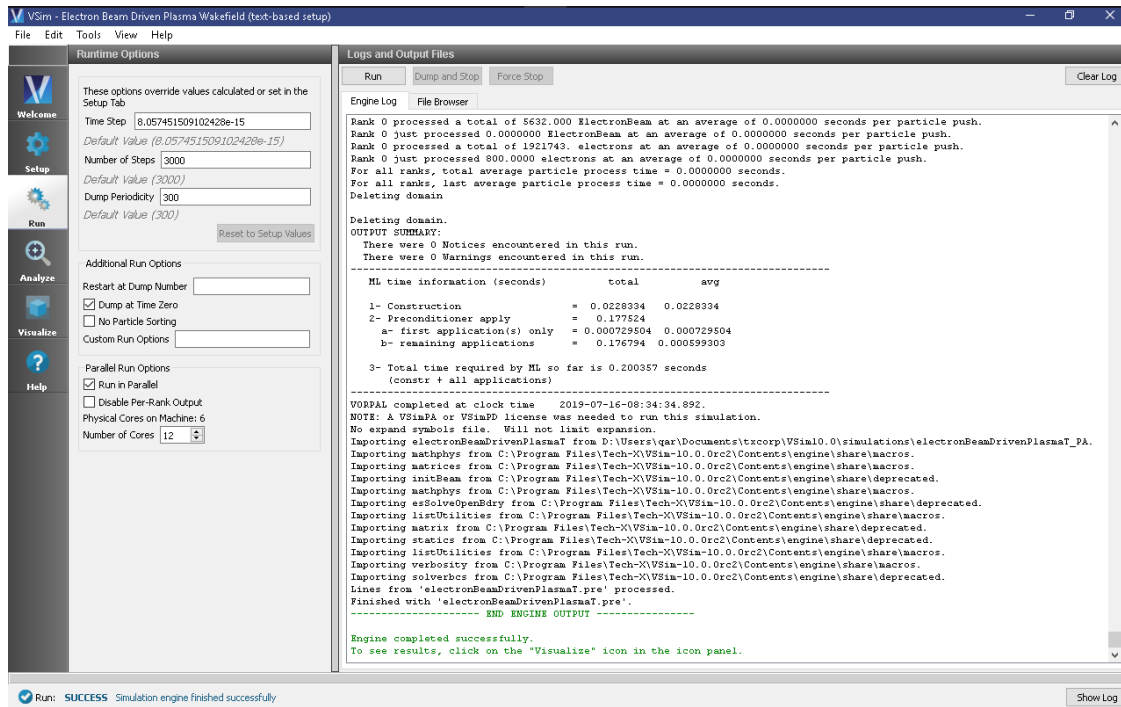 VSim - Electron Beam Driven Plasma Wakefield (text-based setup)
File Edit Tools View Help
Runtime Options
Welcome
Setup
Run
Analyze
Visualize
Help
These options override values calculated or set in the
Setup Tab
Time Step 8.057451509102428e-15
Default Value (8.057451509102428e-15)
Number of Steps 3000
Default Value (3000)
Dump Periodicity 300
Default Value (300)
Reset to Setup Values
Additional Run Options
Restart at Dump Number
Dump at Time Zero
No Particle Sorting
Custom Run Options
Parallel Run Options
Run in Parallel
Disable Per-Rank Output
Physical Cores on Machine: 6
Number of Cores 12
Logs and Output Files
Run Dump and Stop Force Stop Clear Log
Engine Log File Browser
Rank 0 processed a total of 5632.000 ElectronBeam at an average of 0.0000000 seconds per particle push.
Rank 0 just processed 0.0000000 ElectronBeam at an average of 0.0000000 seconds per particle push.
Rank 0 processed a total of 1921743. electrons at an average of 0.0000000 seconds per particle push.
Rank 0 just processed 800.0000 electrons at an average of 0.0000000 seconds per particle push.
For all ranks, total average particle process time = 0.0000000 seconds.
For all ranks, last average particle process time = 0.0000000 seconds.
Deleting domain
Deleting domain.
OUTPUT SUMMARY:
There were 0 Notices encountered in this run.
There were 0 Warnings encountered in this run.
-------------------------------------------------------------------------------
ML time information (seconds) total avg
1- Construction = 0.0228334 0.0228334
2- Preconditioner apply = 0.177524
a- first application(s) only = 0.000729504 0.000729504
b- remaining applications = 0.176794 0.000599303
3- Total time required by ML so far is 0.200357 seconds
(constr + all applications)
-------------------------------------------------------------------------------
VORPAL completed at clock time 2019-07-16-08:34:34.892.
NOTE: A VSimPA or VSimPD license was needed to run this simulation.
No expand symbols file. Will not limit expansion.
Importing electronBeamDrivenPlasmaT from D:\Users\qar\Documents\txcorp\VSim10.0\simulations\electronBeamDrivenPlasmaT_PA.
Importing mathphys from C:\Program Files\Tech-X\VSim-10.0.0rc2\Contents\engine\share\macros.
Importing matrices from C:\Program Files\Tech-X\VSim-10.0.0rc2\Contents\engine\share\macros.
Importing initBeam from C:\Program Files\Tech-X\VSim-10.0.0rc2\Contents\engine\share\deprecated.
Importing mathphys from C:\Program Files\Tech-X\VSim-10.0.0rc2\Contents\engine\share\macros.
Importing esSolveOpenBdry from C:\Program Files\Tech-X\VSim-10.0.0rc2\Contents\engine\share\deprecated.
Importing listUtilities from C:\Program Files\Tech-X\VSim-10.0.0rc2\Contents\engine\share\macros.
Importing matrix from C:\Program Files\Tech-X\VSim-10.0.0rc2\Contents\engine\share\deprecated.
Importing statics from C:\Program Files\Tech-X\VSim-10.0.0rc2\Contents\engine\share\deprecated.
Importing listUtilities from C:\Program Files\Tech-X\VSim-10.0.0rc2\Contents\engine\share\macros.
Importing verbosity from C:\Program Files\Tech-X\VSim-10.0.0rc2\Contents\engine\share\macros.
Importing solverbcs from C:\Program Files\Tech-X\VSim-10.0.0rc2\Contents\engine\share\deprecated.
Lines from 'electronBeamDrivenPlasmaT.pre' processed.
Finished with 'electronBeamDrivenPlasmaT.pre'.
--------------------- END ENGINE OUTPUT ----------------
Engine completed successfully.
To see results, click on the "Visualize" icon in the icon panel.
Run: SUCCESS Simulation engine finished successfully
Show Log